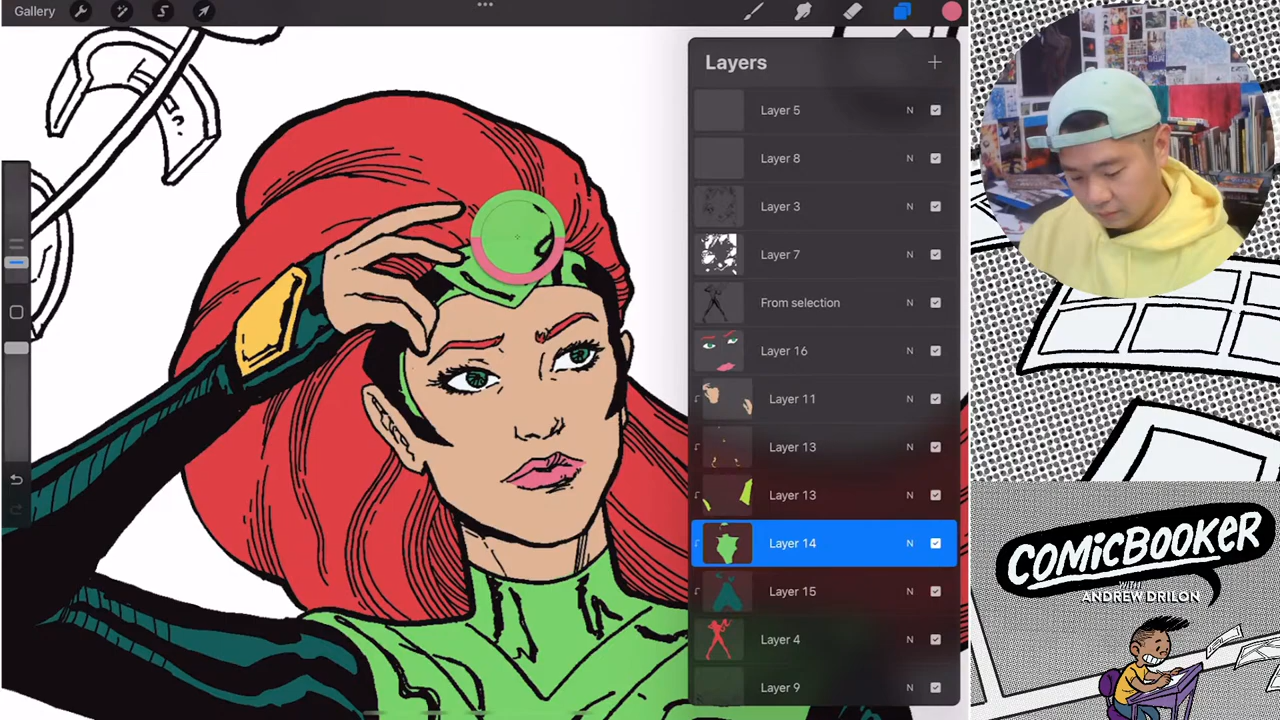 Gallery
Layers
Layer 5 N
Layer 8 N
Layer 3 N
Layer 7 N
From selection N
Layer 16 N
Layer 11 N
Layer 13 N
Layer 13 N
Layer 14 N
Layer 15 N
Layer 4 N
Layer 9 N
?
COMiCBOOKER
WITH
ANDREW DRILON